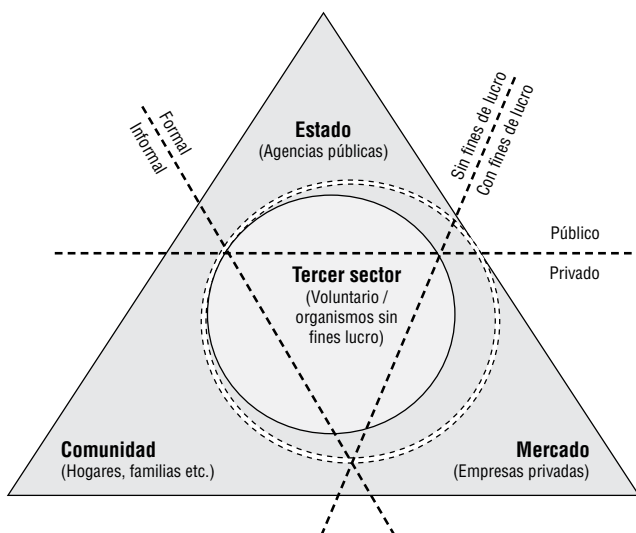 Formal
Informal
Sin fines de lucro
Con fines de lucro
Estado
(Agencias públicas)
Público
Privado
Tercer sector
(Voluntario /
organismos sin
fines lucro)
Comunidad
(Hogares, familias etc.)
Mercado
(Empresas privadas)